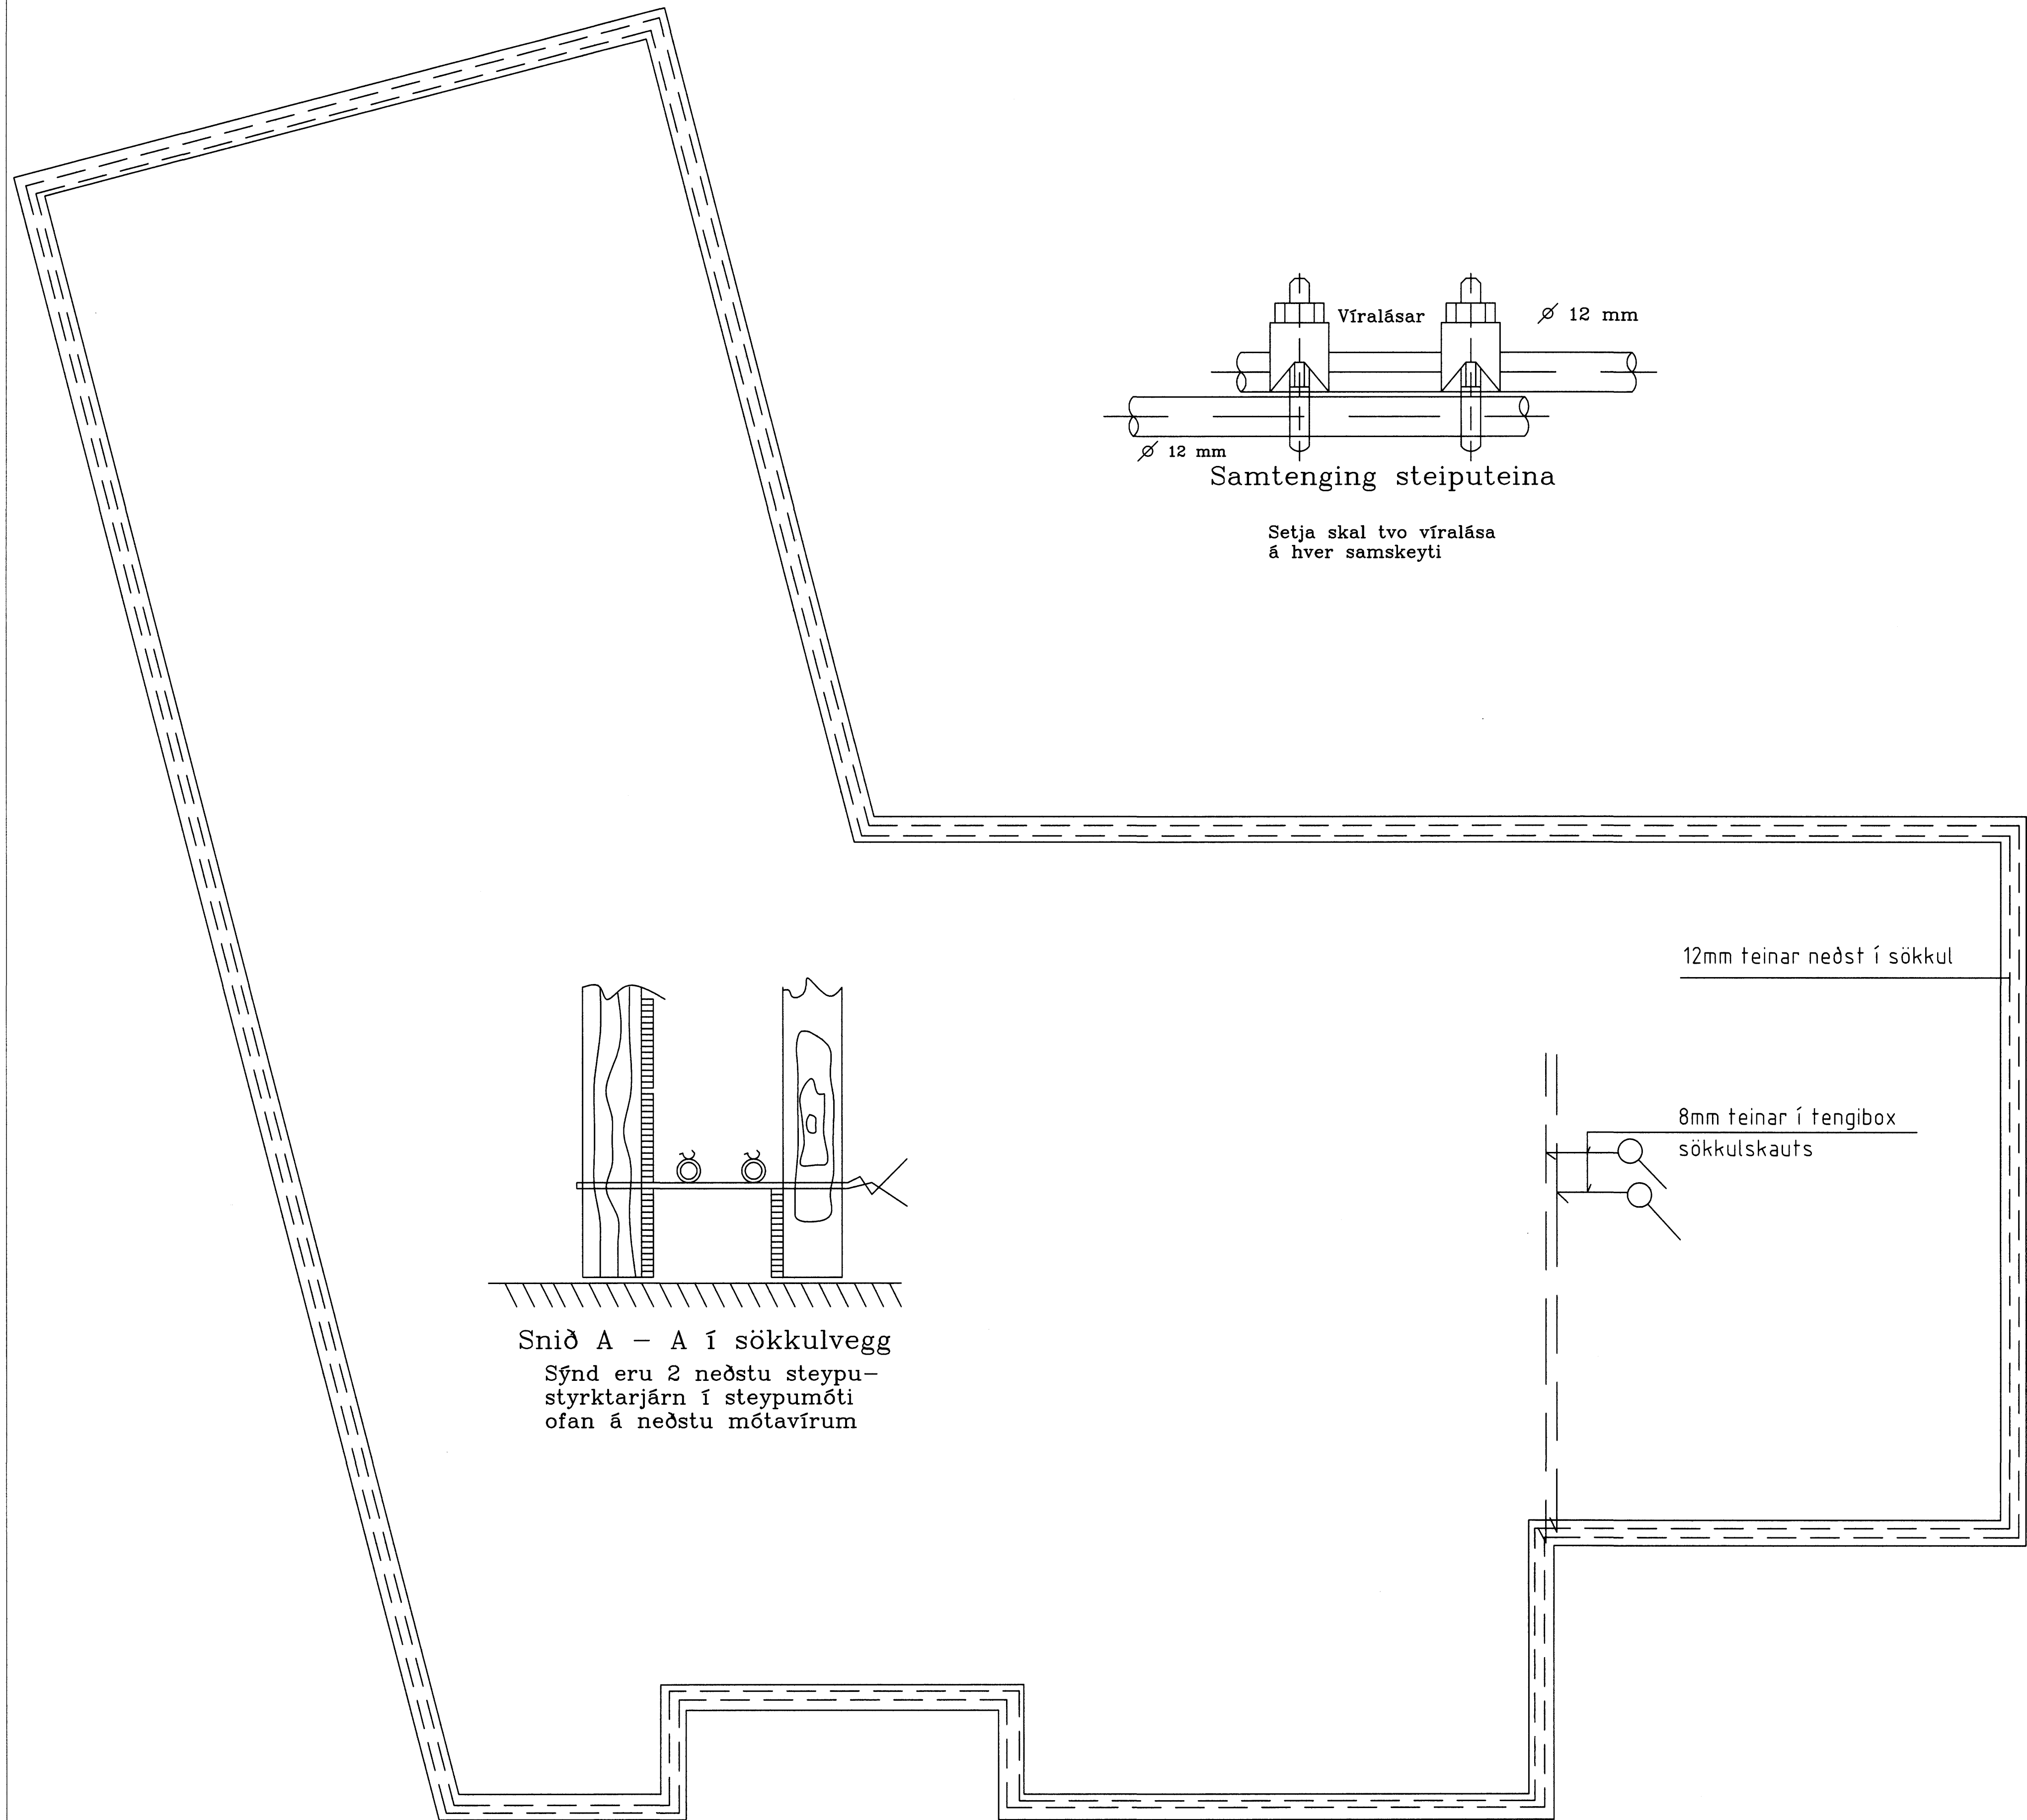 Víralásar
⌀ 12 mm
⌀ 12 mm
Samtenging steiputeina
Setja skal tvo víralása
á hver samskeyti
12mm teinar neðst í sökkul
8mm teinar í tengibox
sökkulskauts
Snið A – A í sökkulvegg
Sýnd eru 2 neðstu steypu–
styrktarjárn í steypumóti
ofan á neðstu mótavírum